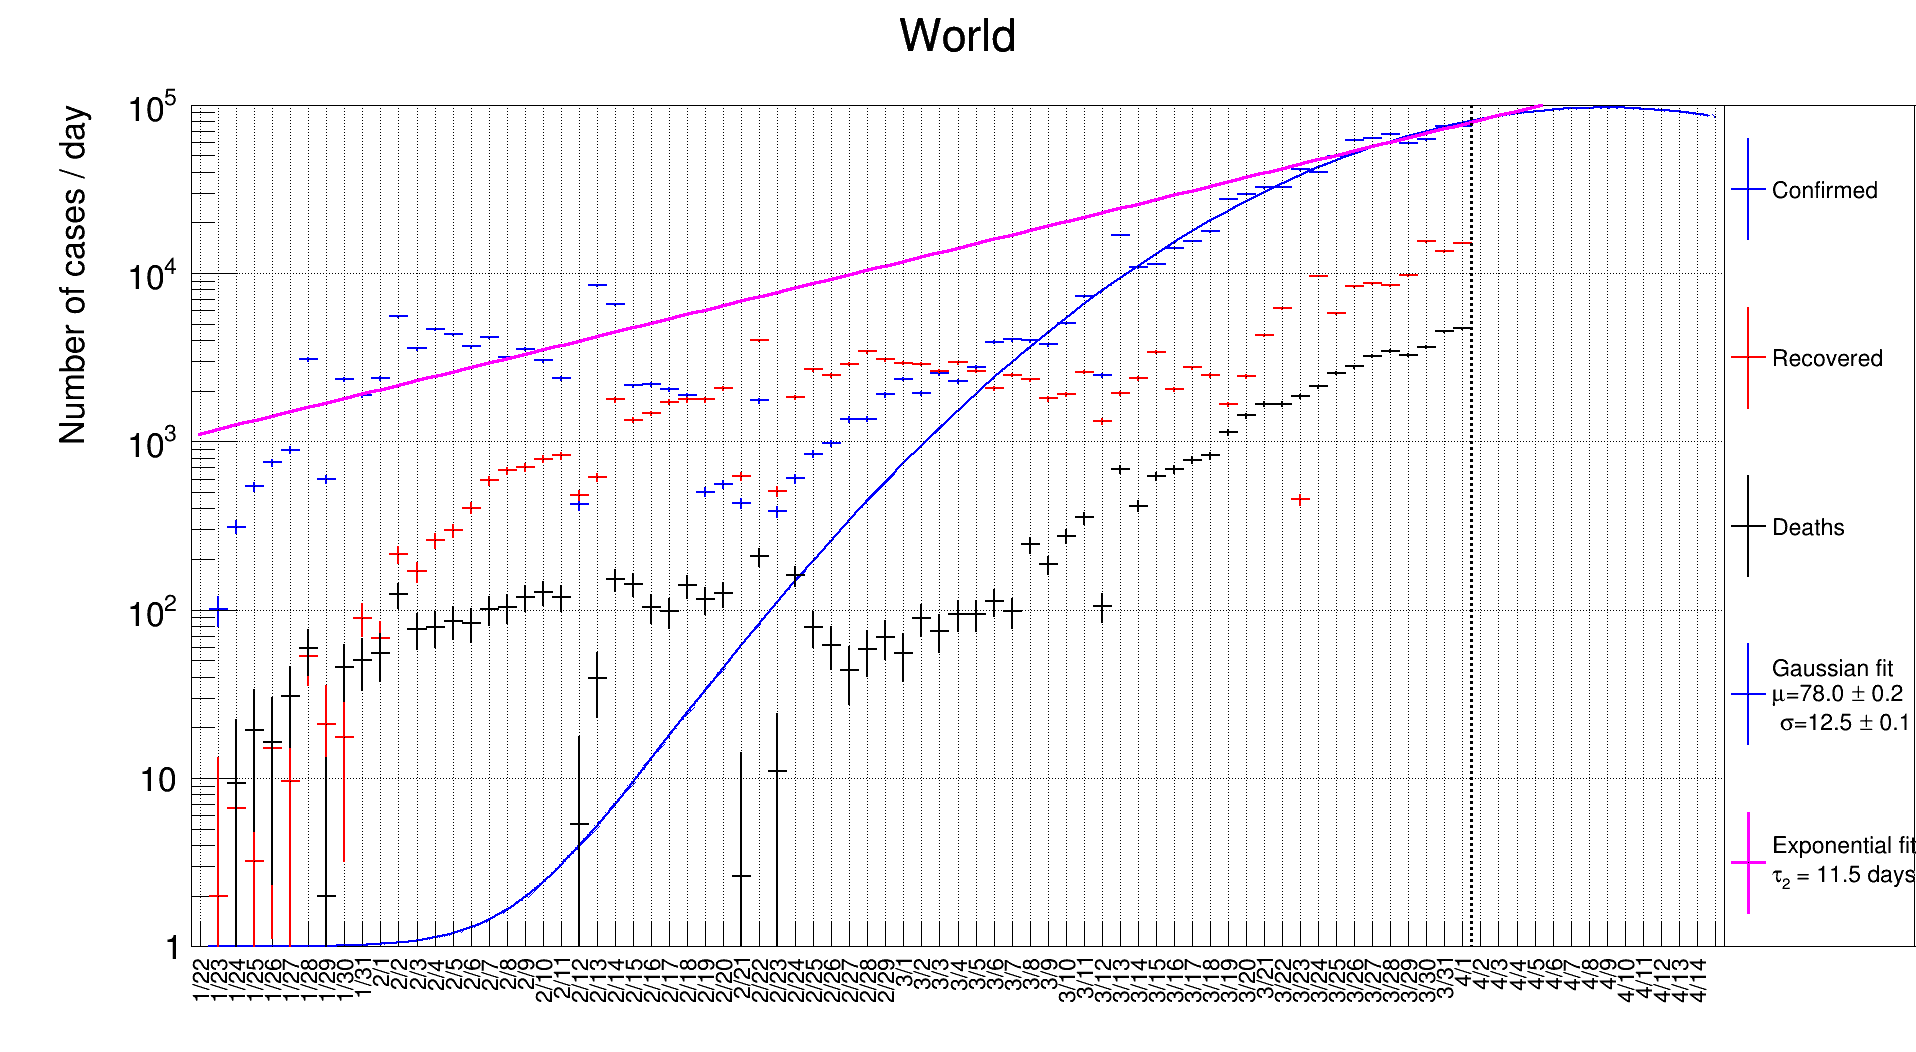 World
Number of cases / day
10^5
10^4
10^3
10^2
10
1
1/22 1/23 1/24 1/25 1/26 1/27 1/28 1/29 1/30 1/31 2/1 2/2 2/3 2/4 2/5 2/6 2/7 2/8 2/9 2/10 2/11 2/12 2/13 2/14 2/15 2/16 2/17 2/18 2/19 2/20 2/21 2/22 2/23 2/24 2/25 2/26 2/27 2/28 2/29 3/1 3/2 3/3 3/4 3/5 3/6 3/7 3/8 3/9 3/10 3/11 3/12 3/13 3/14 3/15 3/16 3/17 3/18 3/19 3/20 3/21 3/22 3/23 3/24 3/25 3/26 3/27 3/28 3/29 3/30 3/31 4/1 4/2 4/3 4/4 4/5 4/6 4/7 4/8 4/9 4/10 4/11 4/12 4/13 4/14
Confirmed
Recovered
Deaths
Gaussian fit
μ=78.0 ± 0.2
σ=12.5 ± 0.1
Exponential fit
τ₂ = 11.5 days